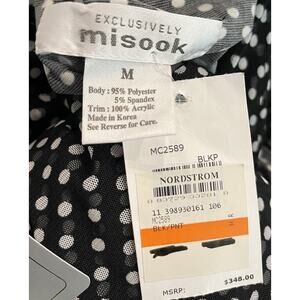 EXCLUSIVELY
misook
M
Body : 95% Polyester
5% Spandex
Trim : 100% Acrylic
Made in Korea
See Reverse for Care.
MC2589
BLKP
NORDSTROM
11 398930161 106
MC2589
BLK/PNT
MSRP:
$348.00